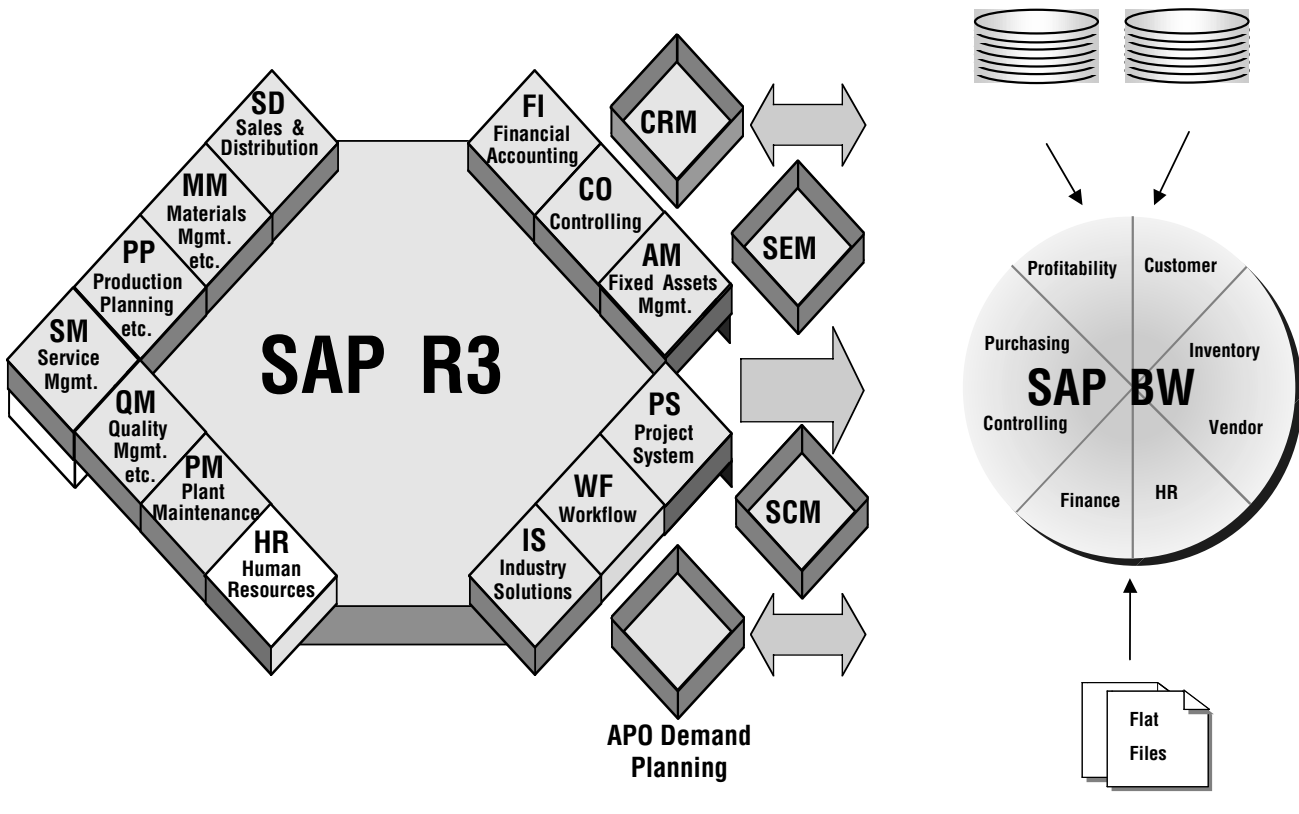 SD
Sales &
Distribution
MM
Materials
Mgmt.
etc.
PP
Production
Planning
etc.
SM
Service
Mgmt.
QM
Quality
Mgmt.
etc.
PM
Plant
Maintenance
HR
Human
Resources
SAP R3
FI
Financial
Accounting
CO
Controlling
AM
Fixed Assets
Mgmt.
PS
Project
System
WF
Workflow
IS
Industry
Solutions
CRM
SEM
SCM
APO Demand
Planning
Profitability
Customer
Purchasing
Inventory
SAP BW
Controlling
Vendor
Finance
HR
Flat
Files